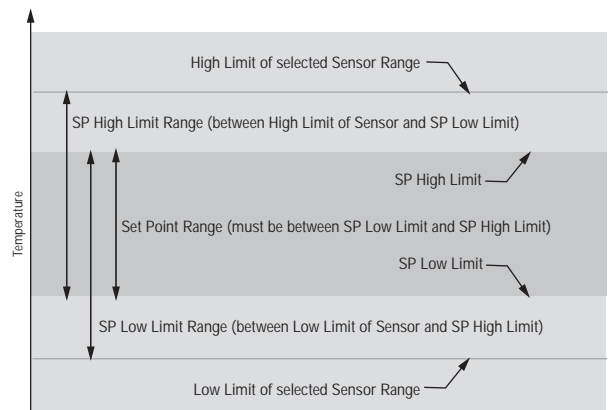 High Limit of selected Sensor Range
SP High Limit Range (between High Limit of Sensor and SP Low Limit)
SP High Limit
Temperature
Set Point Range (must be between SP Low Limit and SP High Limit)
SP Low Limit
SP Low Limit Range (between Low Limit of Sensor and SP High Limit)
Low Limit of selected Sensor Range